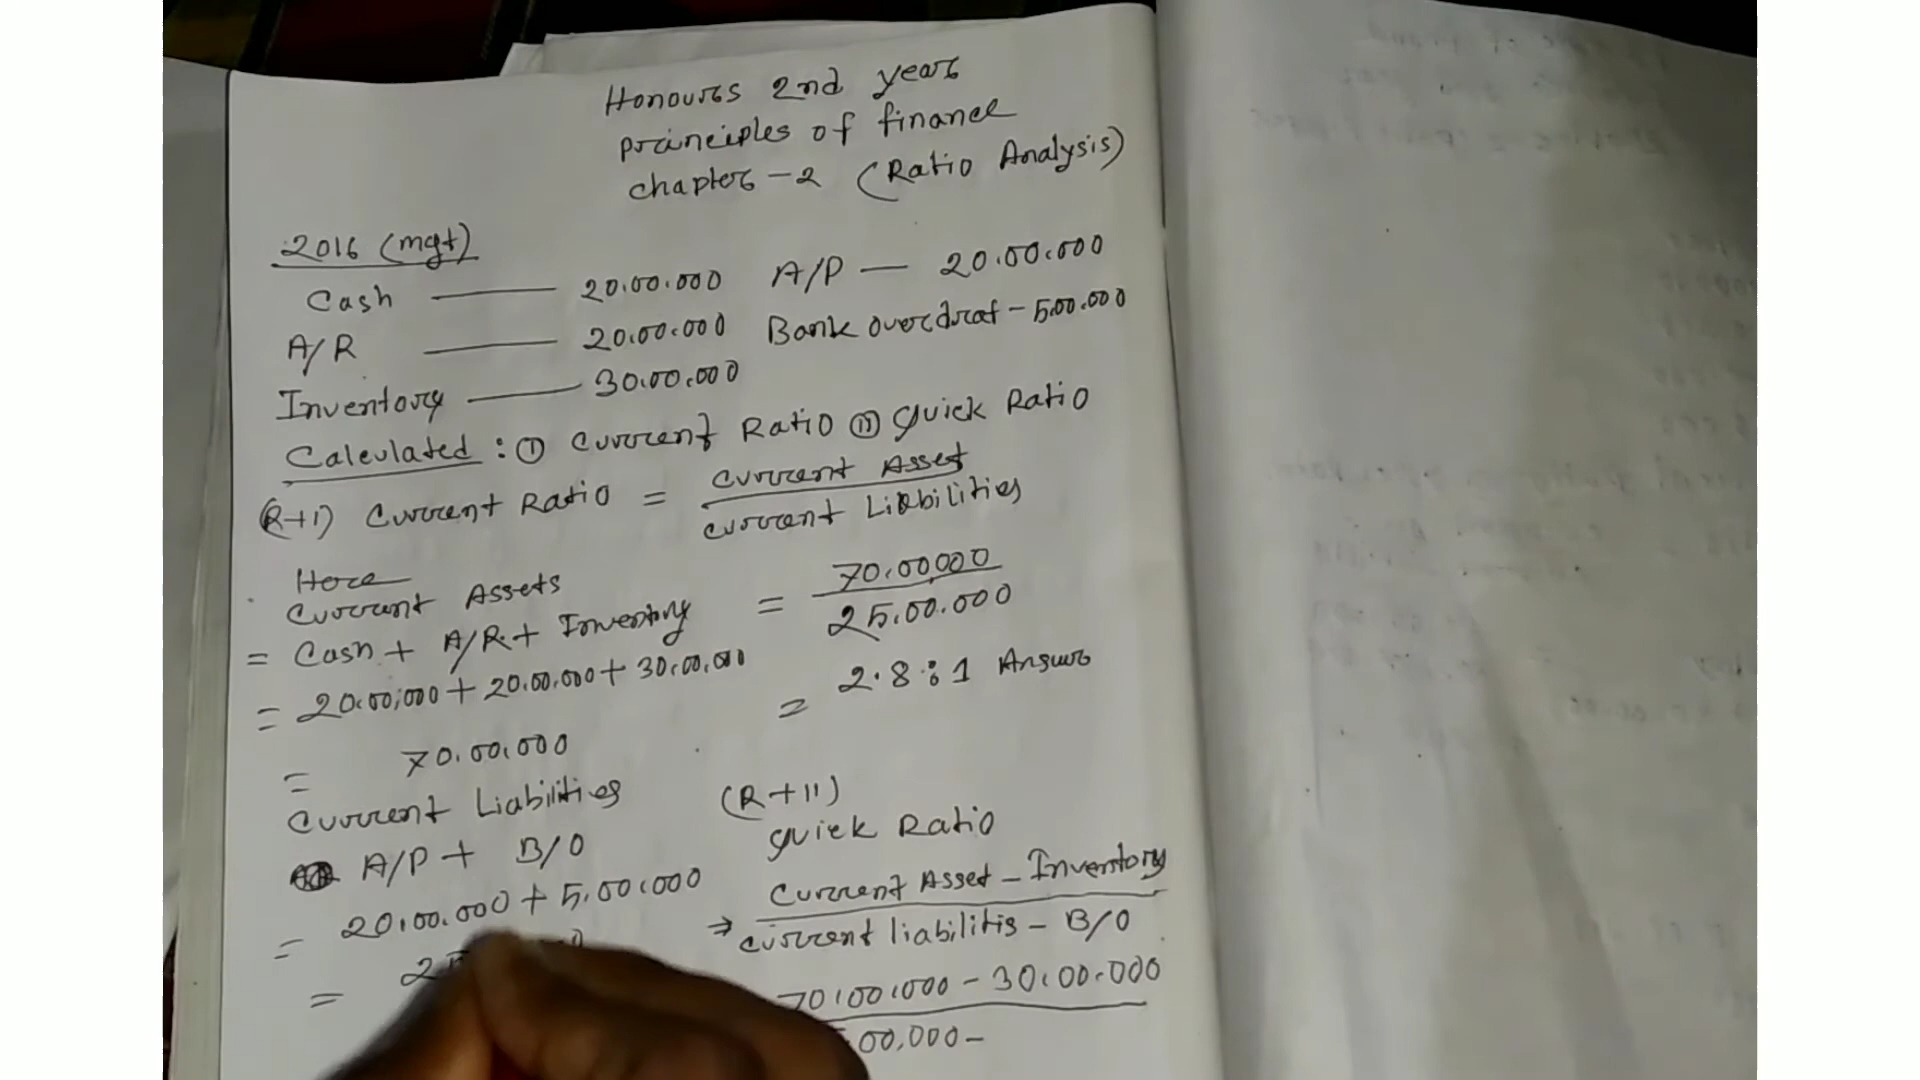 Honours 2nd year
principles of finance
chapter - 2 (Ratio Analysis)
2016 (mgt)
Cash —— 20,00,000 A/P — 20,00,000
A/R —— 20,00,000 Bank overdraf - 5,00,000
Inventory —— 30,00,000
Calculated : (i) Current Ratio (ii) Quick Ratio
(R+1) Current Ratio = Current Asset
Current Liabilities
Here
Current Assets
= Cash + A/R + Inventory
= 20,00,000 + 20,00,000 + 30,00,000
= 70,00,000
Current Liabilities
A/P + B/O
= 20,00,000 + 5,00,000
=
= 70,00000
25,00,000
= 2.8 : 1 Answer
(R+11)
Quick Ratio
⇒ Current Asset - Inventory
Current liabilitis - B/O
70,00,000 - 30,00,000
00,000 -